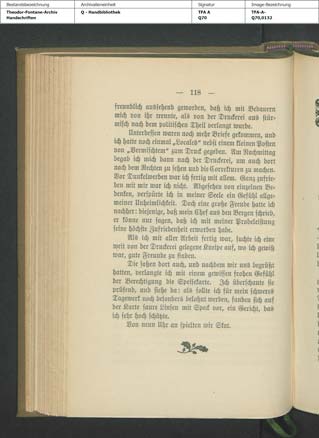 Bestandsbezeichnung Archivalieneinheit Signatur Image-Bezeichnung
Theodor-Fontane-Archiv Q - Handbibliothek TFA A TFA-A-
Handschriften Q70 Q70,0132
— 118 —
freundlich aussehend geworden, daß ich mit Bedauern
mich von ihr trennte, als von der Druckerei aus stür-
misch nach dem politischen Theil verlangt wurde.
Unterdessen waren noch mehr Briefe gekommen, und
ich hatte noch einmal „Locales“ nebst einem kleinen Posten
von „Vermischtem“ zum Druck gegeben. Am Nachmittag
begab ich mich dann nach der Druckerei, um auch dort
nach dem Rechten zu sehen und die Correkturen zu machen.
Vor Dunkelwerden war ich fertig mit allem. Ganz zufrie-
den mit mir war ich nicht. Abgesehen von einzelnen Be-
denken, verspürte ich in meiner Seele ein Gefühl allge-
meiner Unheimlichkeit. Doch eine große Freude hatte ich
nachher: diejenige, daß mein Chef aus den Bergen schrieb,
er könne nur sagen, daß ich mit meiner Probeleistung
seine höchste Zufriedenheit erworben habe.
Als ich mit aller Arbeit fertig war, suchte ich eine
weit von der Druckerei gelegene Kneipe auf, wo ich gewiß
war, gute Freunde zu finden.
Die saßen dort auch, und nachdem wir uns begrüßt
hatten, verlangte ich mit einem gewissen frohen Gefühl
der Berechtigung die Speisekarte. Ich überschaute sie
prüfend, und siehe da: als sollte ich für mein schweres
Tagewerk noch besonders belohnt werden, fanden sich auf
der Karte saure Linsen mit Speck vor, ein Gericht, das
ich sehr hoch schätze.
Von neun Uhr an spielten wir Skat.